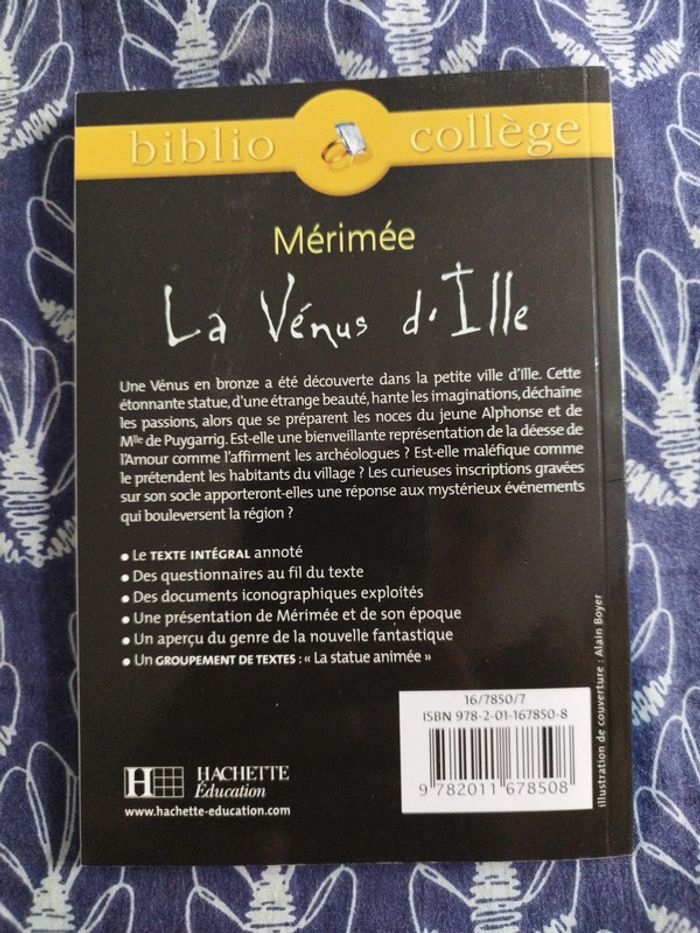 biblio collège
Mérimée
La Vénus d'Ille
Une Vénus en bronze a été découverte dans la petite ville d'Ille. Cette
étonnante statue, d'une étrange beauté, hante les imaginations, déchaîne
les passions, alors que se préparent les noces du jeune Alphonse et de
Mlle de Puygarrig. Est-elle une bienveillante représentation de la déesse de
l'Amour comme l'affirment les archéologues ? Est-elle maléfique comme
le prétendent les habitants du village ? Les curieuses inscriptions gravées
sur son socle apporteront-elles une réponse aux mystérieux événements
qui bouleversent la région ?
• Le TEXTE INTÉGRAL annoté
• Des questionnaires au fil du texte
• Des documents iconographiques exploités
• Une présentation de Mérimée et de son époque
• Un aperçu du genre de la nouvelle fantastique
• Un GROUPEMENT DE TEXTES : « La statue animée »
16/7850/7
ISBN 978-2-01-167850-8
9 782011 678508
H HACHETTE
Éducation
www.hachette-education.com
illustration de couverture : Alain Boyer